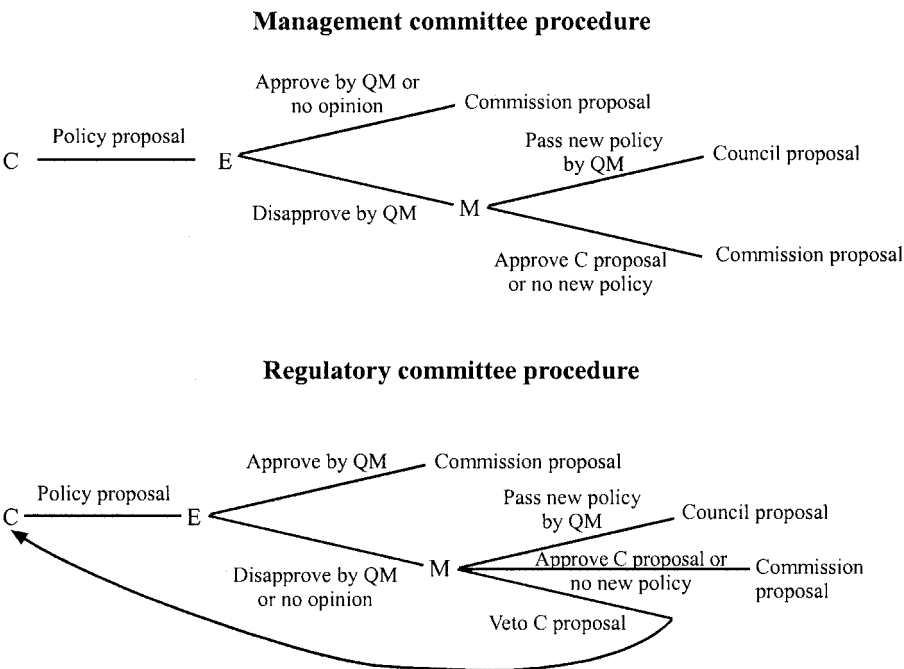 Management committee procedure
Approve by QM or
no opinion
Commission proposal
Policy proposal
C
E
Pass new policy
by QM
Council proposal
Disapprove by QM
M
Approve C proposal
or no new policy
Commission proposal
Regulatory committee procedure
Approve by QM
Commission proposal
Policy proposal
C
E
Pass new policy
by QM
Council proposal
Disapprove by QM
or no opinion
M
Approve C proposal or
no new policy
Commission
proposal
Veto C proposal